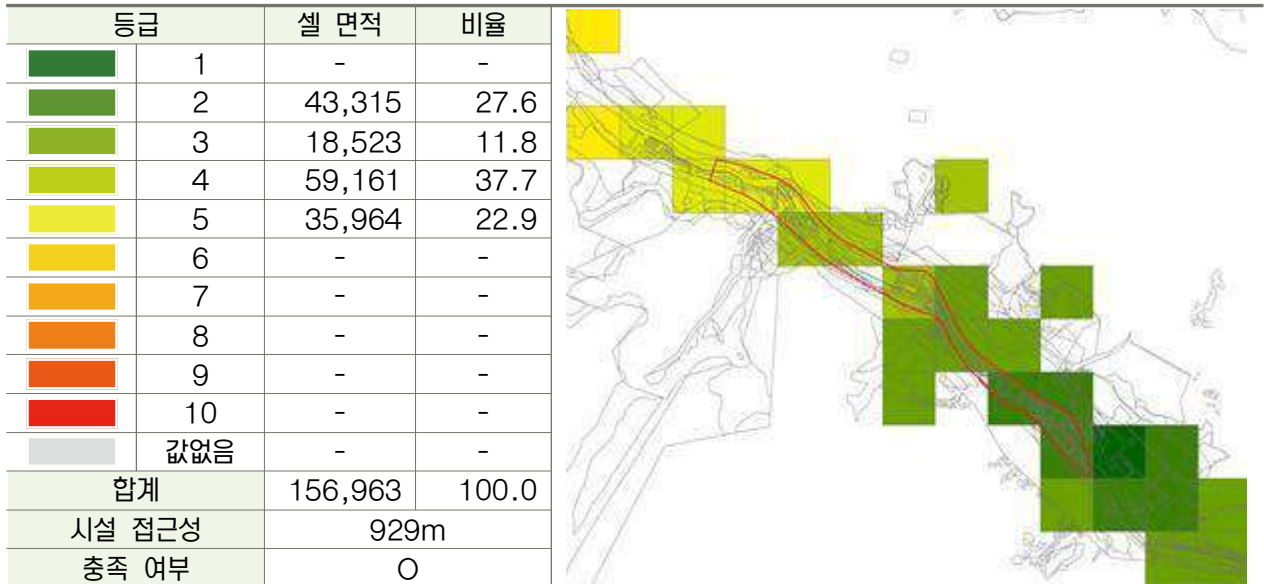 등급 셀 면적 비율
1 - -
2 43,315 27.6
3 18,523 11.8
4 59,161 37.7
5 35,964 22.9
6 - -
7 - -
8 - -
9 - -
10 - -
값없음 - -
합계 156,963 100.0
시설 접근성 929m
충족 여부 O